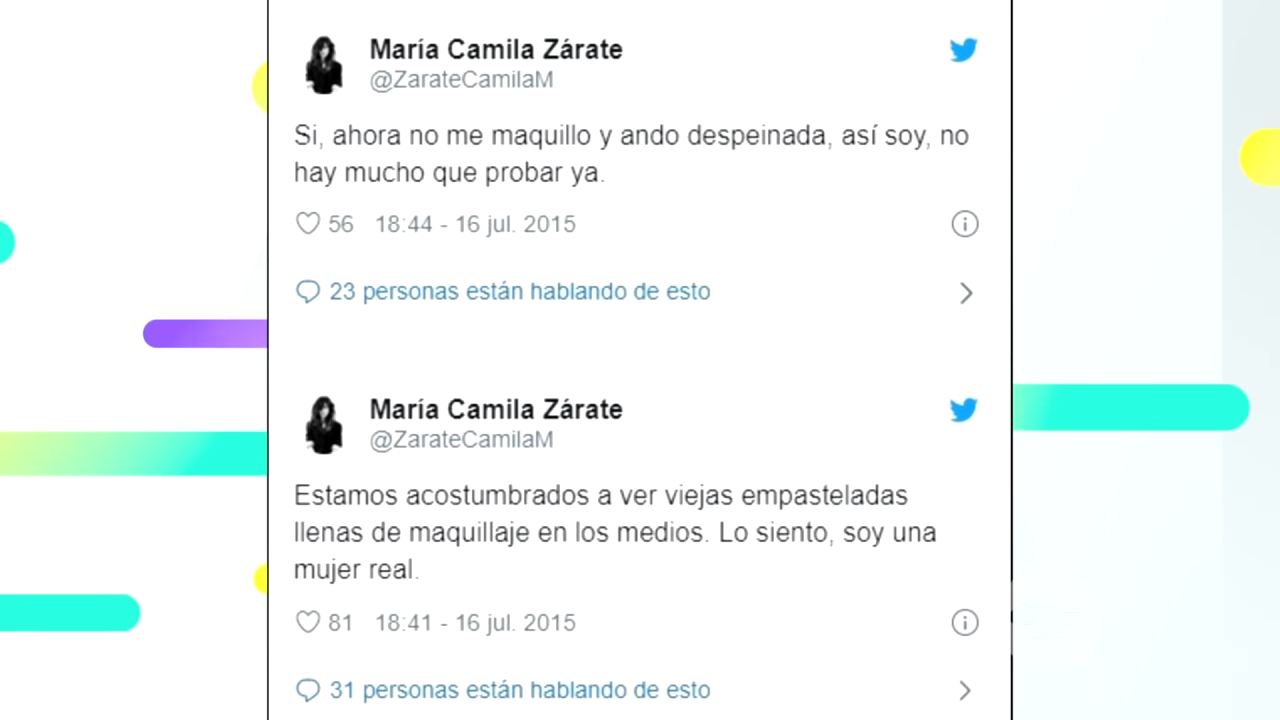 María Camila Zárate
@ZarateCamilaM
Si, ahora no me maquillo y ando despeinada, así soy, no
hay mucho que probar ya.
56 18:44 - 16 jul. 2015
23 personas están hablando de esto
María Camila Zárate
@ZarateCamilaM
Estamos acostumbrados a ver viejas empasteladas
llenas de maquillaje en los medios. Lo siento, soy una
mujer real.
81 18:41 - 16 jul. 2015
31 personas están hablando de esto